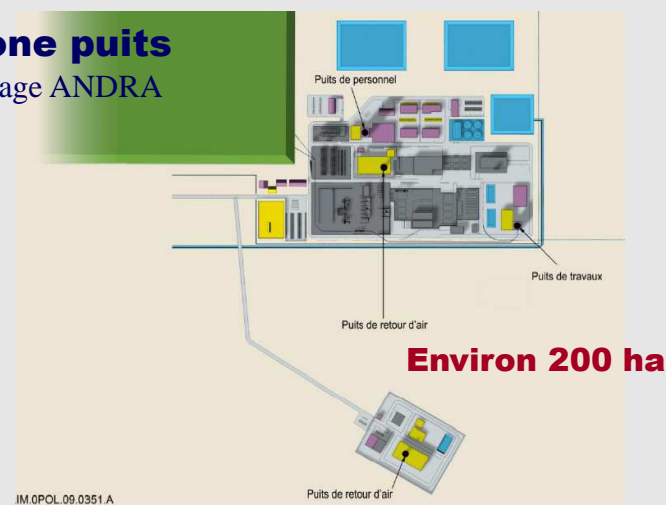 one puits
age ANDRA
Puits de personnel
Puits de travaux
Puits de retour d'air
Environ 200 ha
Puits de retour d'air
IM.0POL.09.0351.A